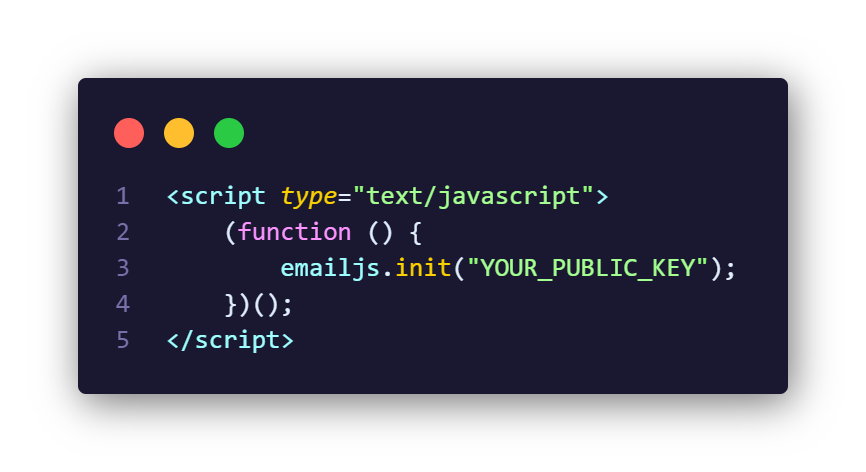 1 <script type="text/javascript">
2     (function () {
3         emailjs.init("YOUR_PUBLIC_KEY");
4     })();
5 </script>